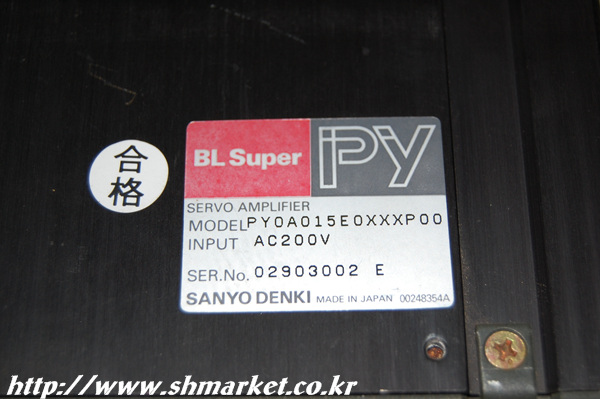 合格
BL Super PY
SERVO AMPLIFIER
MODEL PY0A015E0XXXP00
INPUT AC200V
SER.No. 02903002 E
SANYO DENKI MADE IN JAPAN 00248354A
http://www.shmarket.co.kr